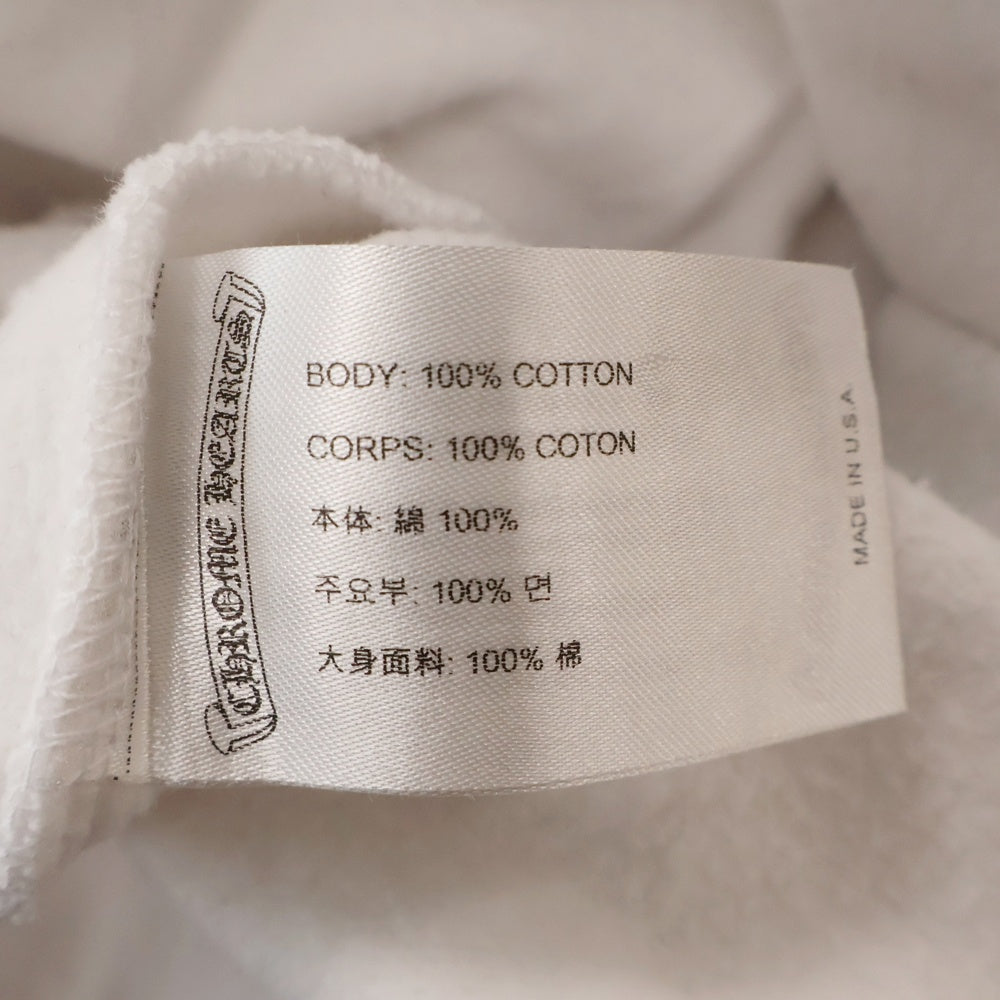 CHROME HEARTS
BODY: 100% COTTON
CORPS: 100% COTON
本体: 綿 100%
주요부: 100% 면
大身面料: 100% 棉
MADE IN U.S.A